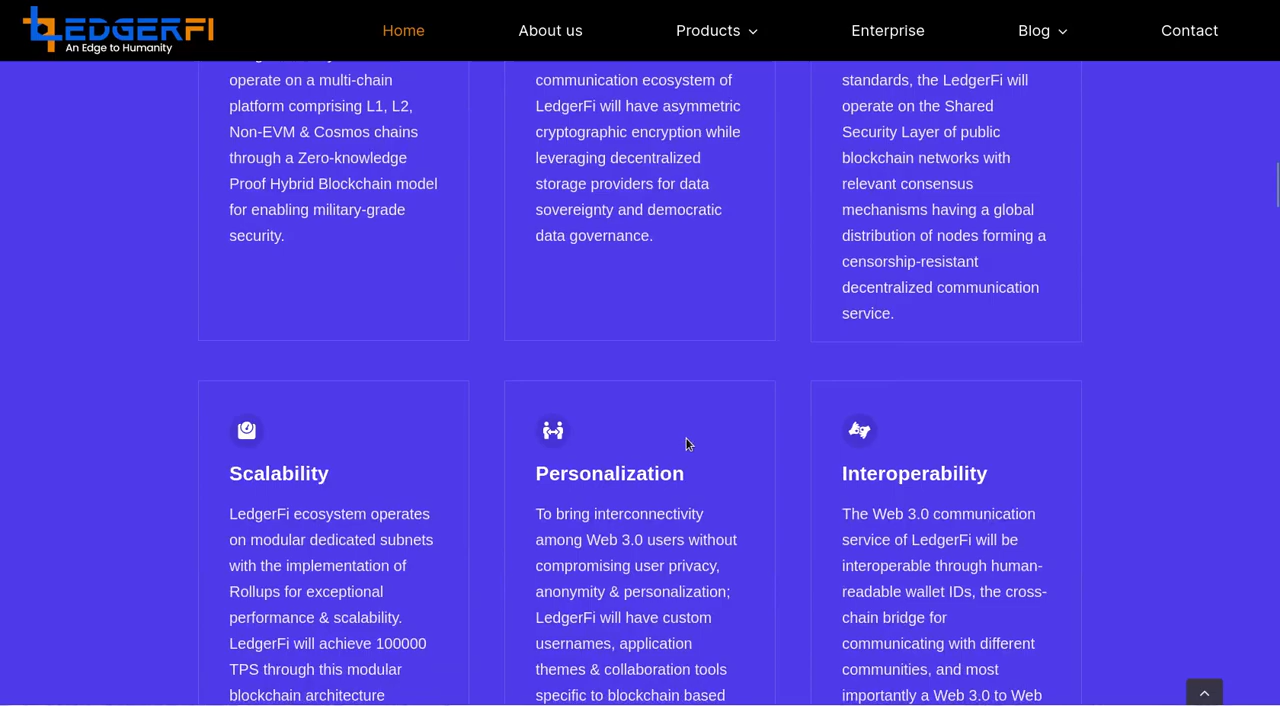 LEDGERFI
An Edge to Humanity
Home
About us
Products
Enterprise
Blog
Contact
operate on a multi-chain
platform comprising L1, L2,
Non-EVM & Cosmos chains
through a Zero-knowledge
Proof Hybrid Blockchain model
for enabling military-grade
security.
communication ecosystem of
LedgerFi will have asymmetric
cryptographic encryption while
leveraging decentralized
storage providers for data
sovereignty and democratic
data governance.
standards, the LedgerFi will
operate on the Shared
Security Layer of public
blockchain networks with
relevant consensus
mechanisms having a global
distribution of nodes forming a
censorship-resistant
decentralized communication
service.
Scalability
LedgerFi ecosystem operates
on modular dedicated subnets
with the implementation of
Rollups for exceptional
performance & scalability.
LedgerFi will achieve 100000
TPS through this modular
blockchain architecture
Personalization
To bring interconnectivity
among Web 3.0 users without
compromising user privacy,
anonymity & personalization;
LedgerFi will have custom
usernames, application
themes & collaboration tools
specific to blockchain based
Interoperability
The Web 3.0 communication
service of LedgerFi will be
interoperable through human-
readable wallet IDs, the cross-
chain bridge for
communicating with different
communities, and most
importantly a Web 3.0 to Web